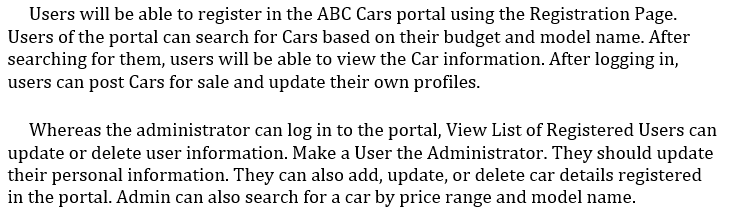 Users will be able to register in the ABC Cars portal using the Registration Page.
Users of the portal can search for Cars based on their budget and model name. After
searching for them, users will be able to view the Car information. After logging in,
users can post Cars for sale and update their own profiles.
Whereas the administrator can log in to the portal, View List of Registered Users can
update or delete user information. Make a User the Administrator. They should update
their personal information. They can also add, update, or delete car details registered
in the portal. Admin can also search for a car by price range and model name.